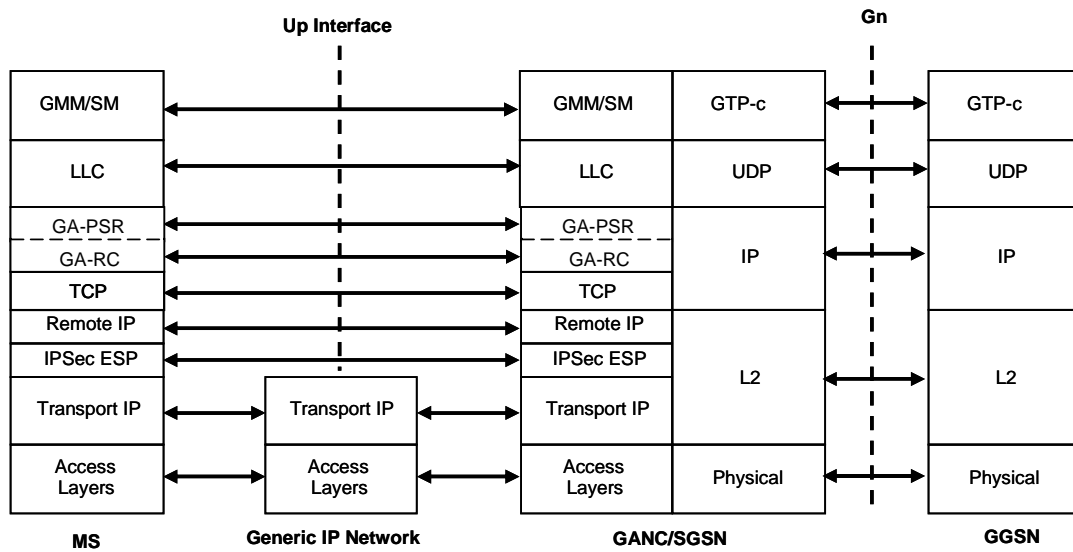 Up Interface
Gn
GMM/SM
GMM/SM
GTP-c
GTP-c
LLC
LLC
UDP
UDP
GA-PSR
GA-PSR
GA-RC
GA-RC
IP
IP
TCP
TCP
Remote IP
Remote IP
IPSec ESP
IPSec ESP
L2
L2
Transport IP
Transport IP
Transport IP
Access
Layers
Access
Layers
Access
Layers
Physical
Physical
MS
Generic IP Network
GANC/SGSN
GGSN